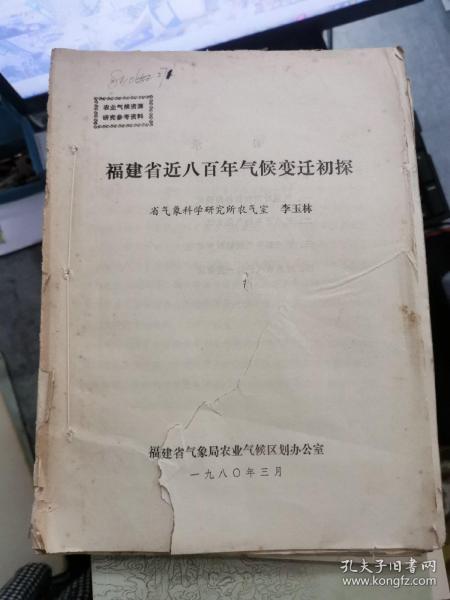 农业气候资源
研究参考资料
福建省近八百年气候变迁初探
省气象科学研究所农气室 李玉林
福建省气象局农业气候区划办公室
一九八〇年三月
孔夫子旧书网
www.kongfz.com